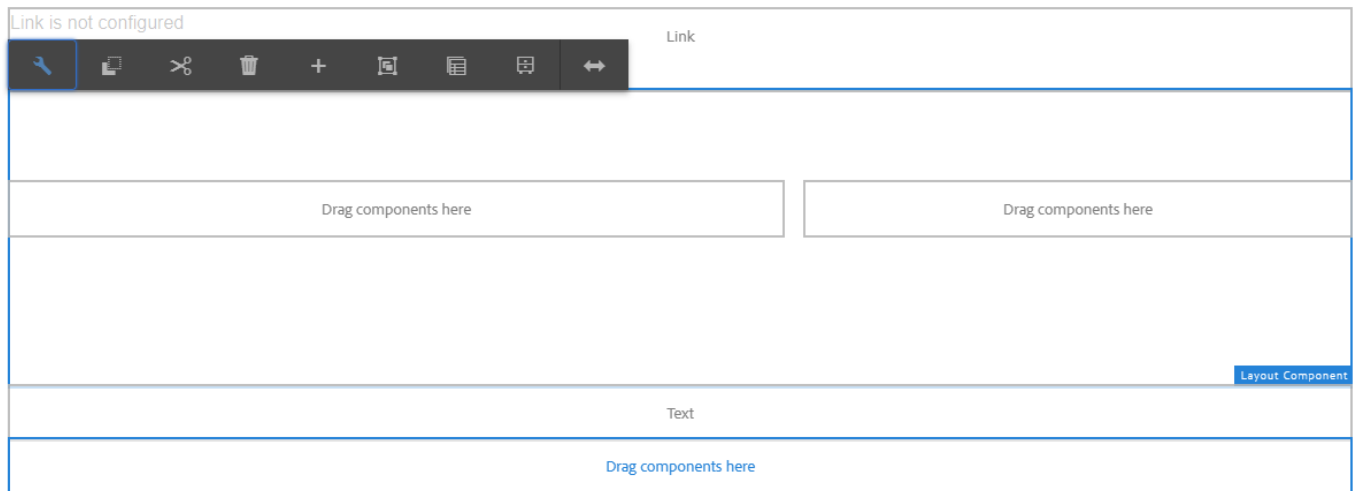 Link is not configured
Link
Drag components here
Drag components here
Layout Component
Text
Drag components here